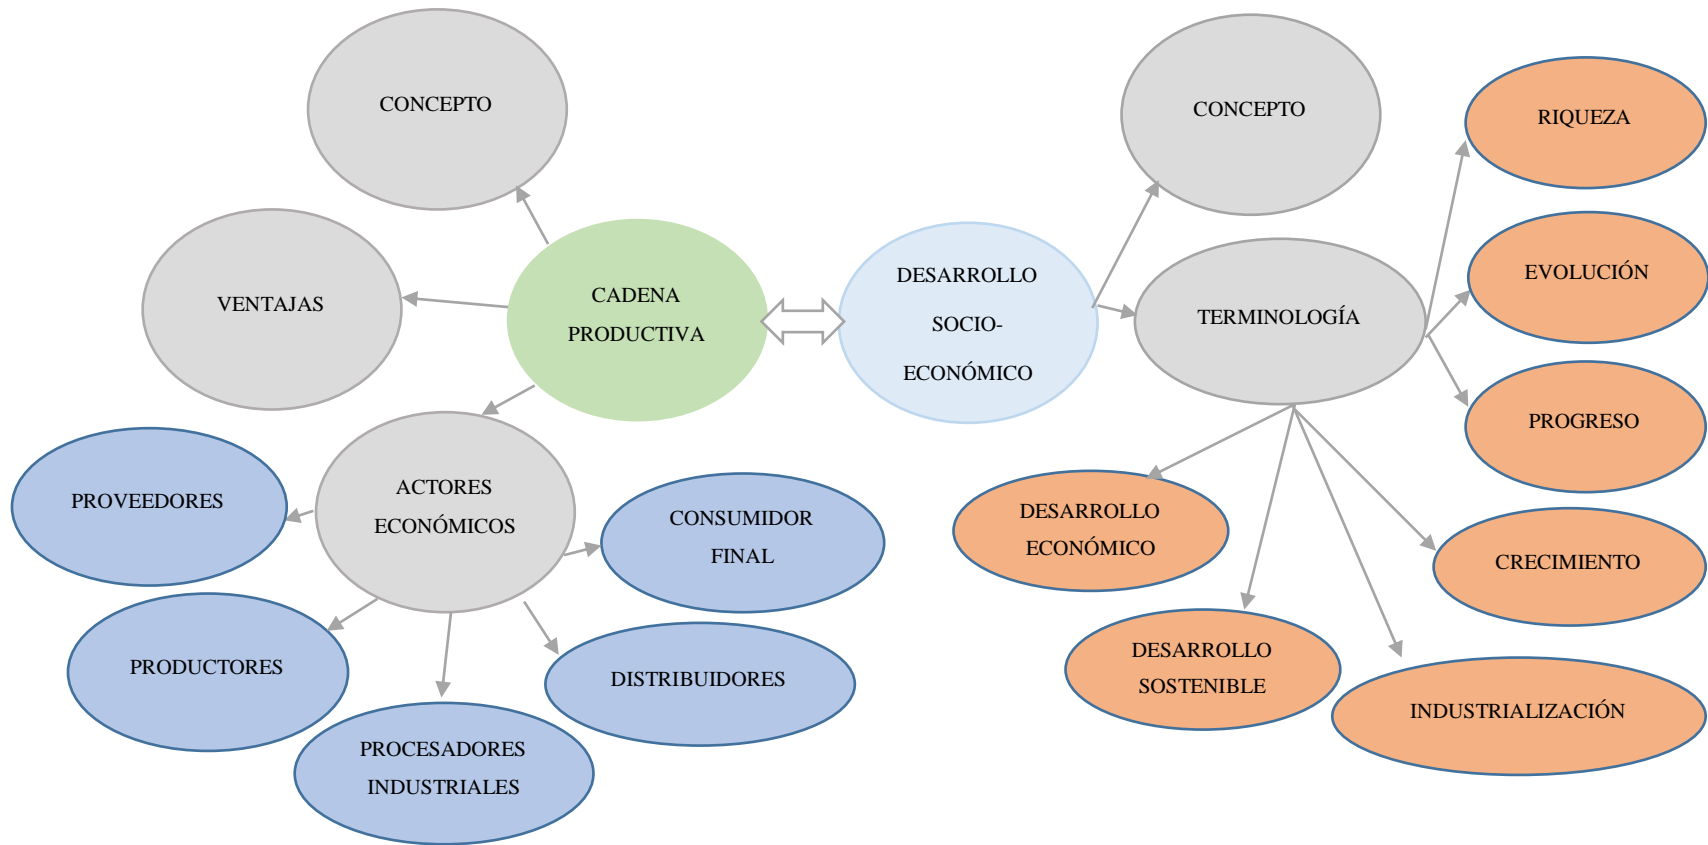 CONCEPTO
VENTAJAS
CADENA
PRODUCTIVA
ACTORES
ECONÓMICOS
PROVEEDORES
PRODUCTORES
PROCESADORES
INDUSTRIALES
DISTRIBUIDORES
CONSUMIDOR
FINAL
DESARROLLO
SOCIO-
ECONÓMICO
CONCEPTO
TERMINOLOGÍA
RIQUEZA
EVOLUCIÓN
PROGRESO
CRECIMIENTO
INDUSTRIALIZACIÓN
DESARROLLO
SOSTENIBLE
DESARROLLO
ECONÓMICO